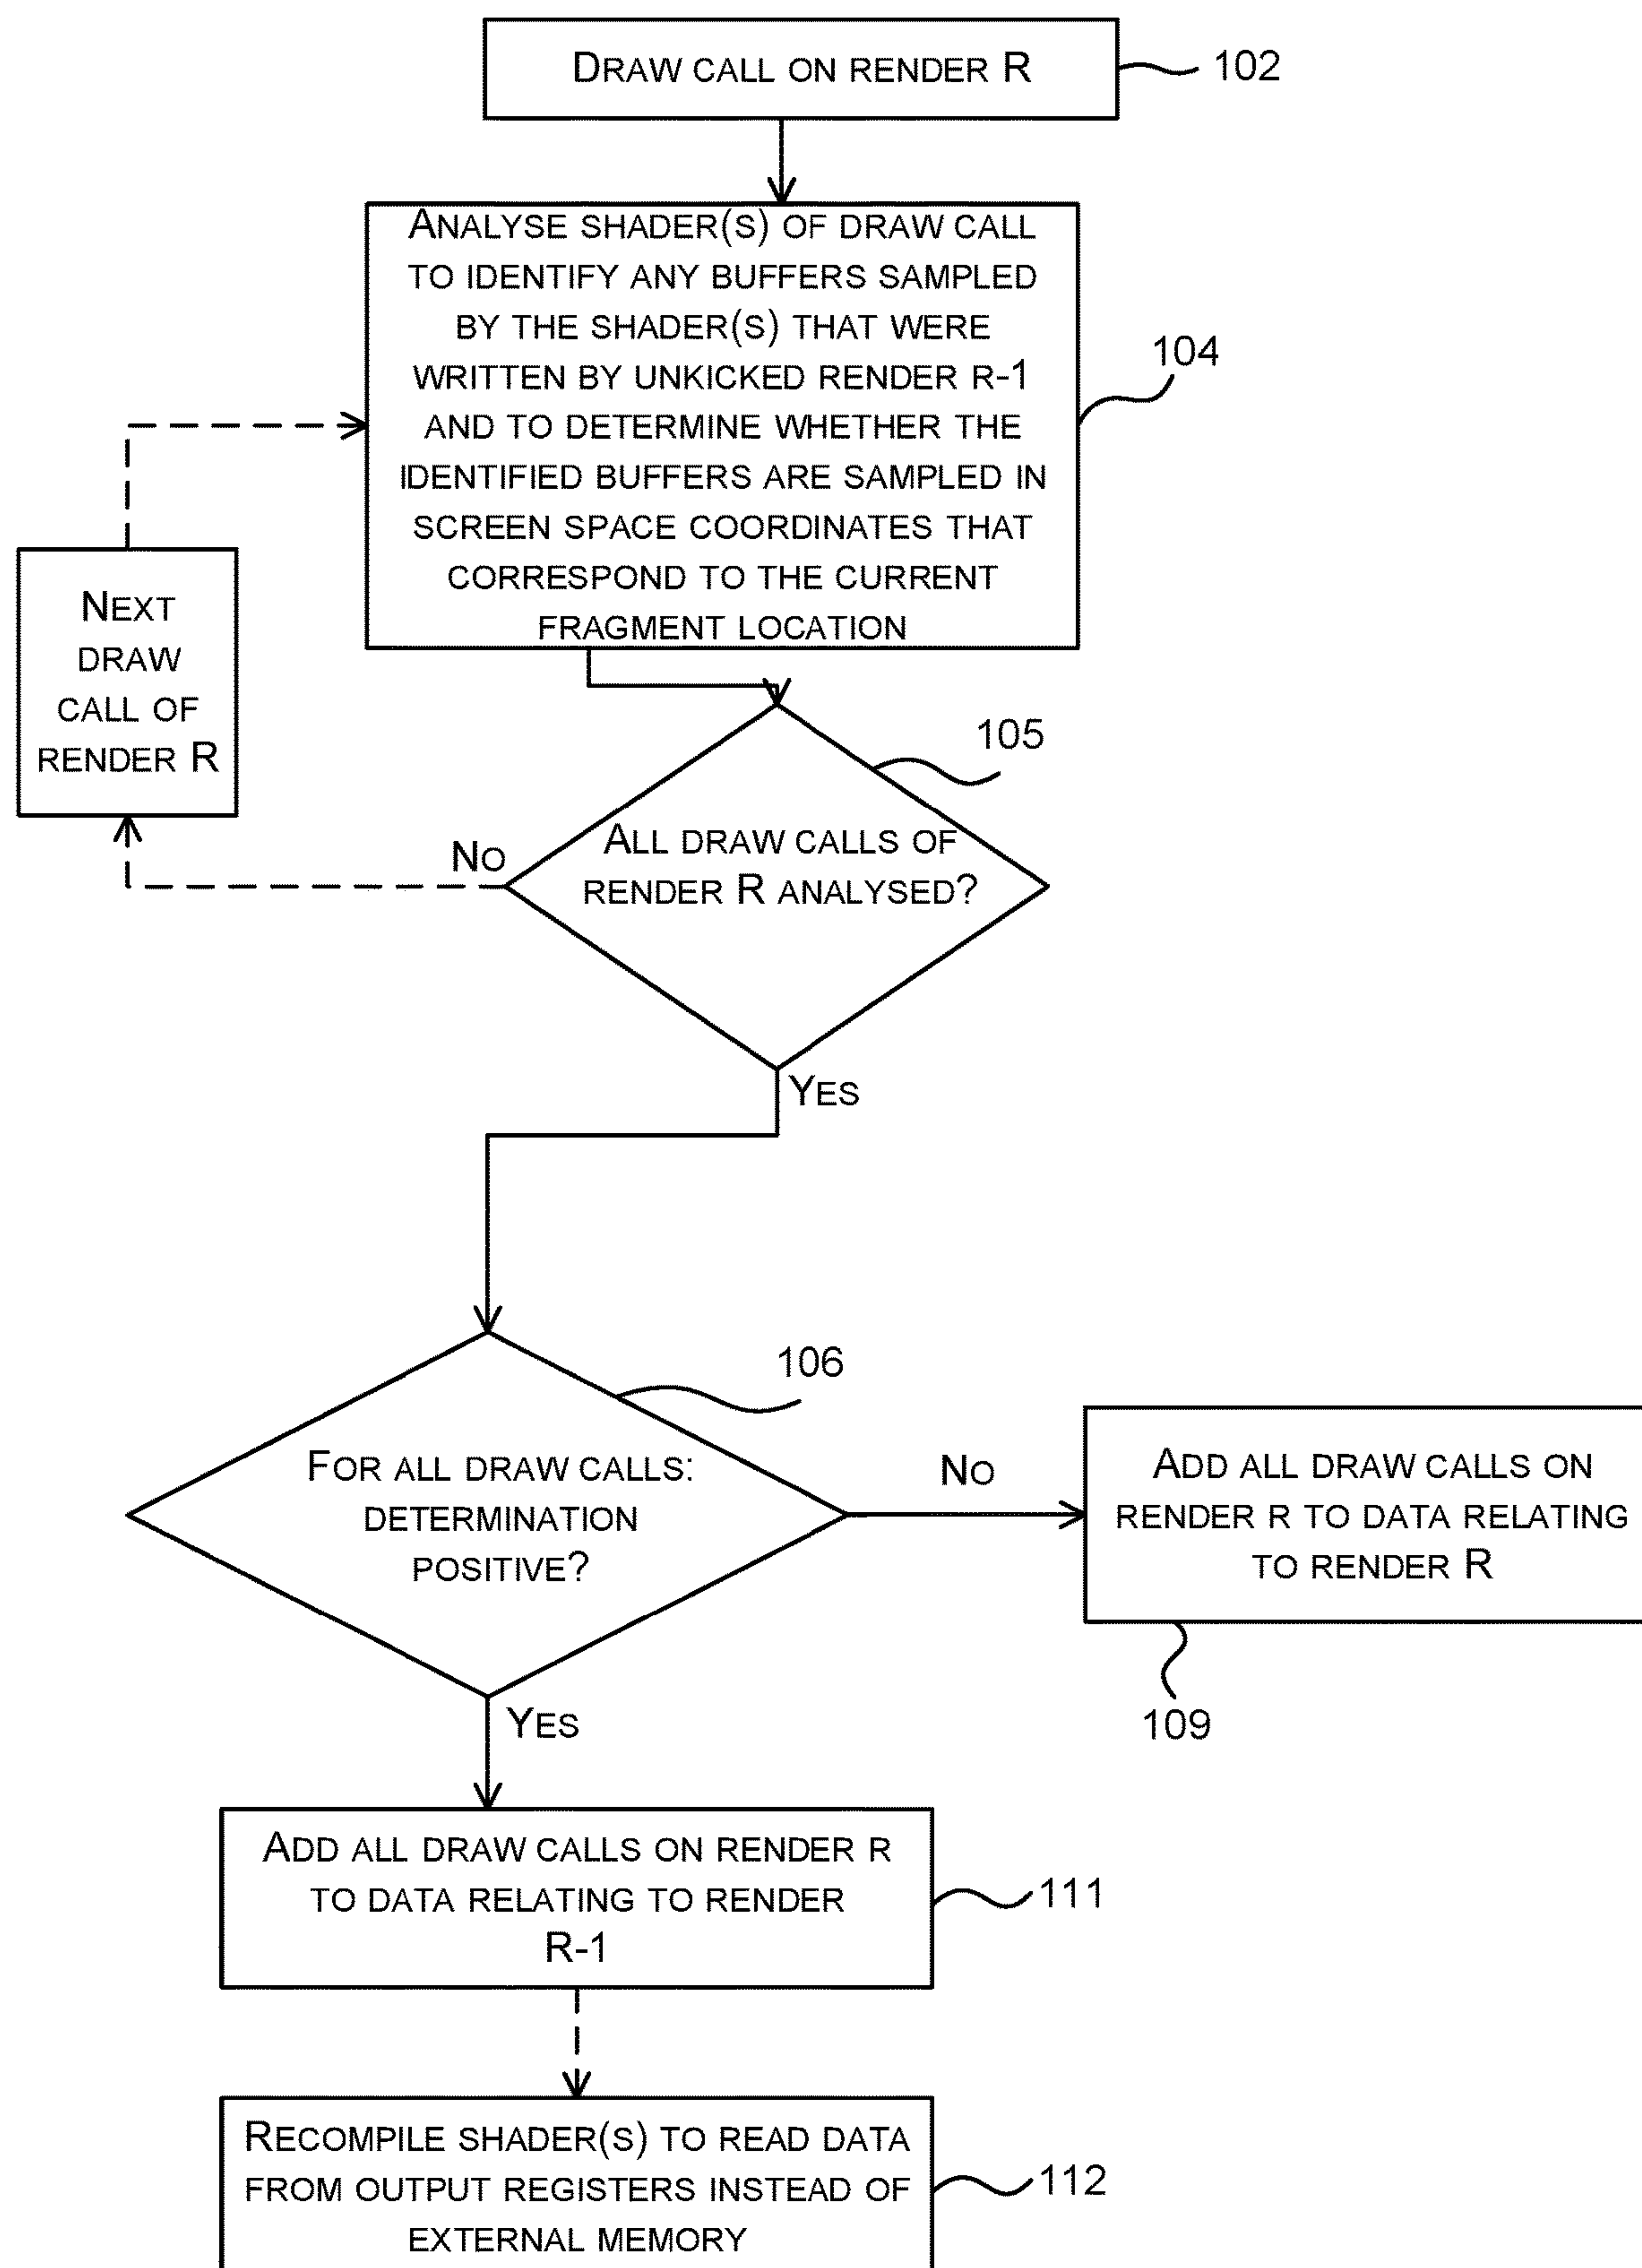 DRAW CALL ON RENDER R
102
ANALYSE SHADER(S) OF DRAW CALL
TO IDENTIFY ANY BUFFERS SAMPLED
BY THE SHADER(S) THAT WERE
WRITTEN BY UNKICKED RENDER R-1
AND TO DETERMINE WHETHER THE
IDENTIFIED BUFFERS ARE SAMPLED IN
SCREEN SPACE COORDINATES THAT
CORRESPOND TO THE CURRENT
FRAGMENT LOCATION
104
NEXT
DRAW
CALL OF
RENDER R
105
ALL DRAW CALLS OF
RENDER R ANALYSED?
NO
YES
106
FOR ALL DRAW CALLS:
DETERMINATION
POSITIVE?
NO
ADD ALL DRAW CALLS ON
RENDER R TO DATA RELATING
TO RENDER R
109
YES
ADD ALL DRAW CALLS ON RENDER R
TO DATA RELATING TO RENDER
R-1
111
RECOMPILE SHADER(S) TO READ DATA
FROM OUTPUT REGISTERS INSTEAD OF
EXTERNAL MEMORY
112